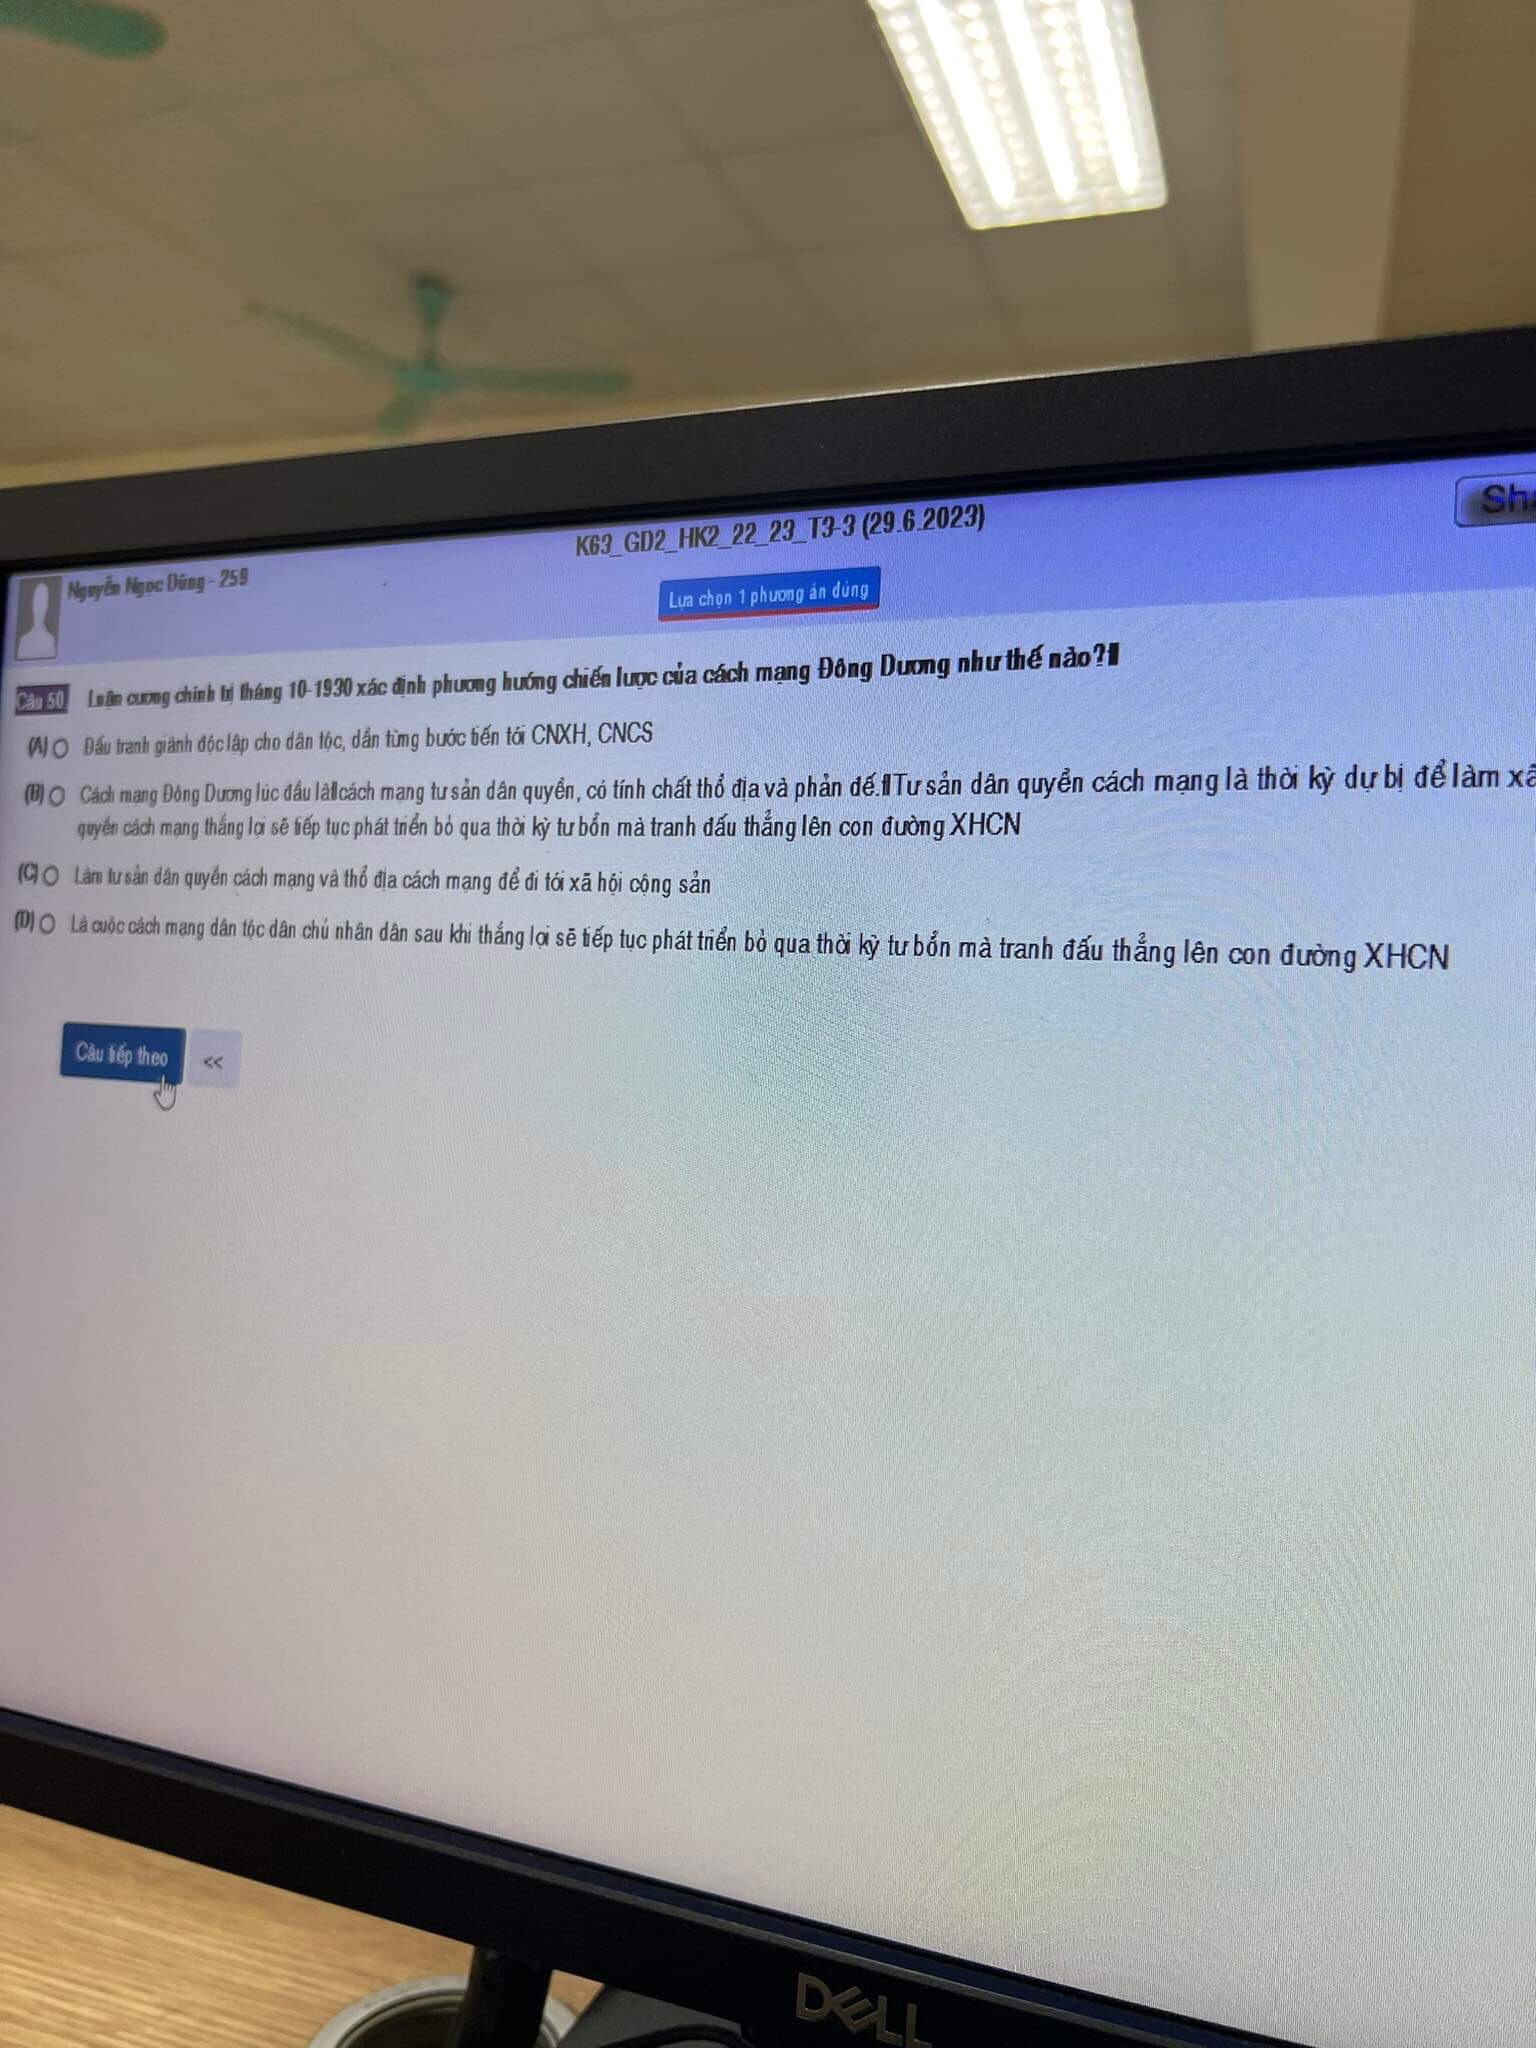 K63_GD2_HK2_22_23_T3-3 (29.6.2023)
Nguyễn Ngọc Dũng - 259
Lựa chọn 1 phương án đúng
Câu 50 Luận cương chính trị tháng 10-1930 xác định phương hướng chiến lược của cách mạng Đông Dương như thế nào?
(A) Đấu tranh giành độc lập cho dân tộc, dần từng bước tiến tới CNXH, CNCS
(B) Cách mạng Đông Dương lúc đầu là cách mạng tư sản dân quyền, có tính chất thổ địa và phản đế. Tư sản dân quyền cách mạng là thời kỳ dự bị để làm xã
quyền cách mạng thắng lợi sẽ tiếp tục phát triển bỏ qua thời kỳ tư bổn mà tranh đấu thẳng lên con đường XHCN
(C) Làm tư sản dân quyền cách mạng và thổ địa cách mạng để đi tới xã hội cộng sản
(D) Là cuộc cách mạng dân tộc dân chủ nhân dân sau khi thắng lợi sẽ tiếp tục phát triển bỏ qua thời kỳ tư bổn mà tranh đấu thẳng lên con đường XHCN
Câu tiếp theo <<
DELL